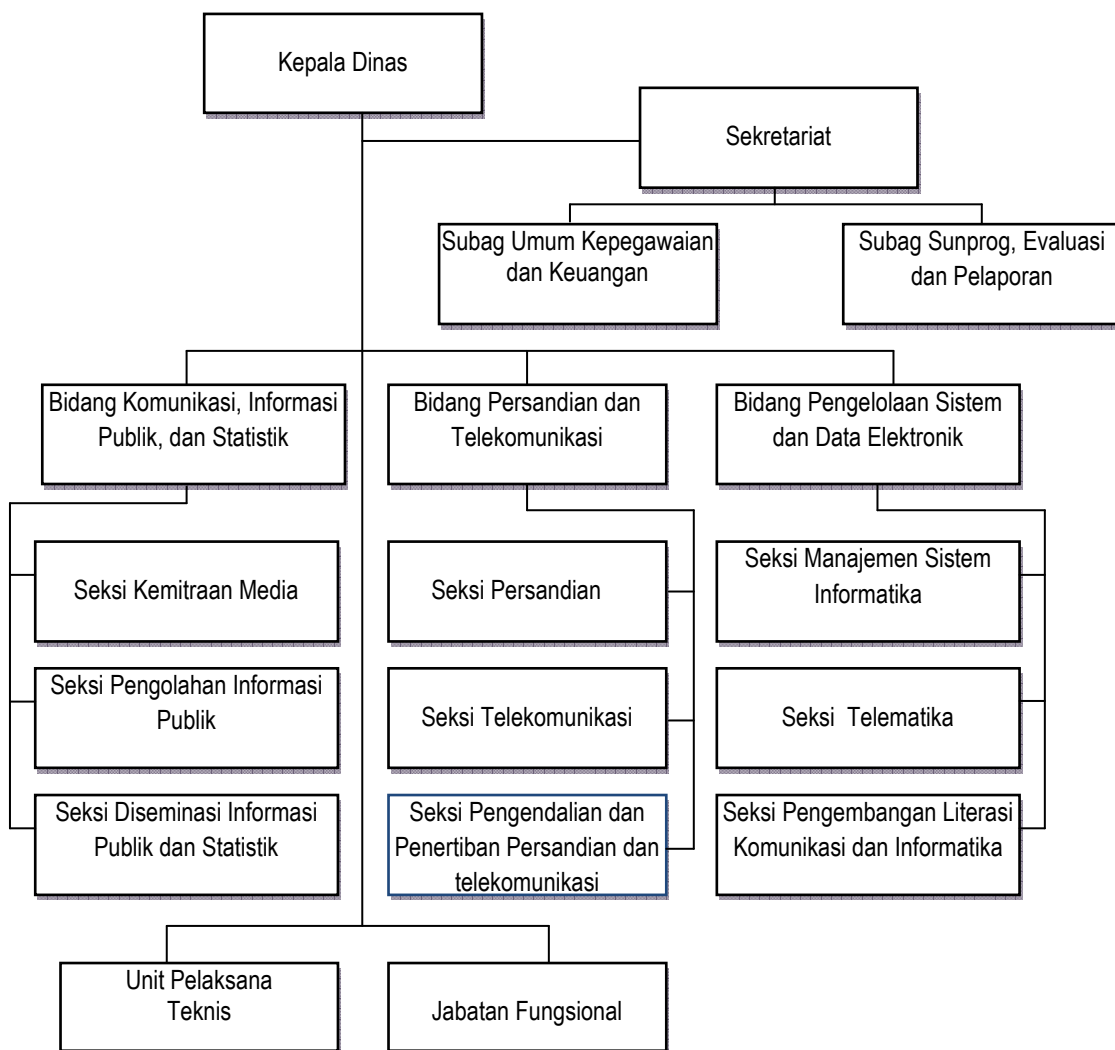 Kepala Dinas
Sekretariat
Subag Umum Kepegawaian
dan Keuangan
Subag Sunprog, Evaluasi
dan Pelaporan
Bidang Komunikasi, Informasi
Publik, dan Statistik
Bidang Persandian dan
Telekomunikasi
Bidang Pengelolaan Sistem
dan Data Elektronik
Seksi Kemitraan Media
Seksi Persandian
Seksi Manajemen Sistem
Informatika
Seksi Pengolahan Informasi
Publik
Seksi Telekomunikasi
Seksi Telematika
Seksi Diseminasi Informasi
Publik dan Statistik
Seksi Pengendalian dan
Penertiban Persandian dan
telekomunikasi
Seksi Pengembangan Literasi
Komunikasi dan Informatika
Unit Pelaksana
Teknis
Jabatan Fungsional